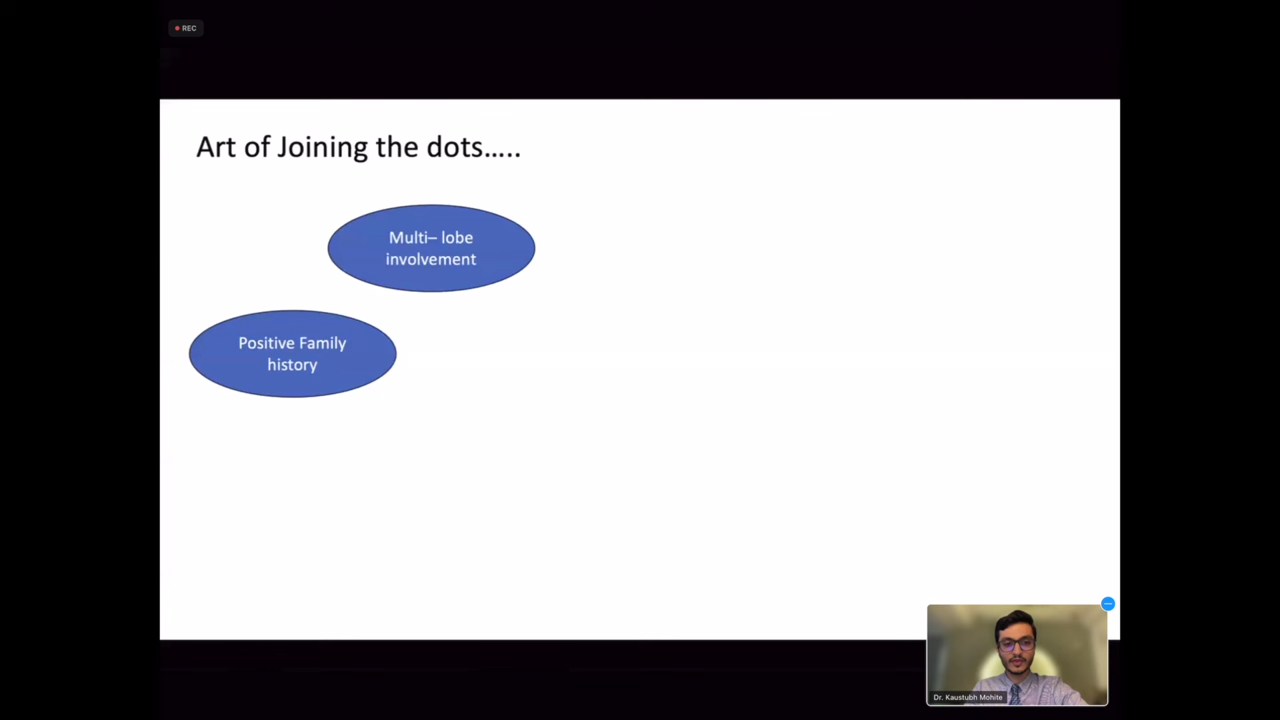 REC
Art of Joining the dots…..
Multi– lobe
involvement
Positive Family
history
Dr. Kaustubh Mohite